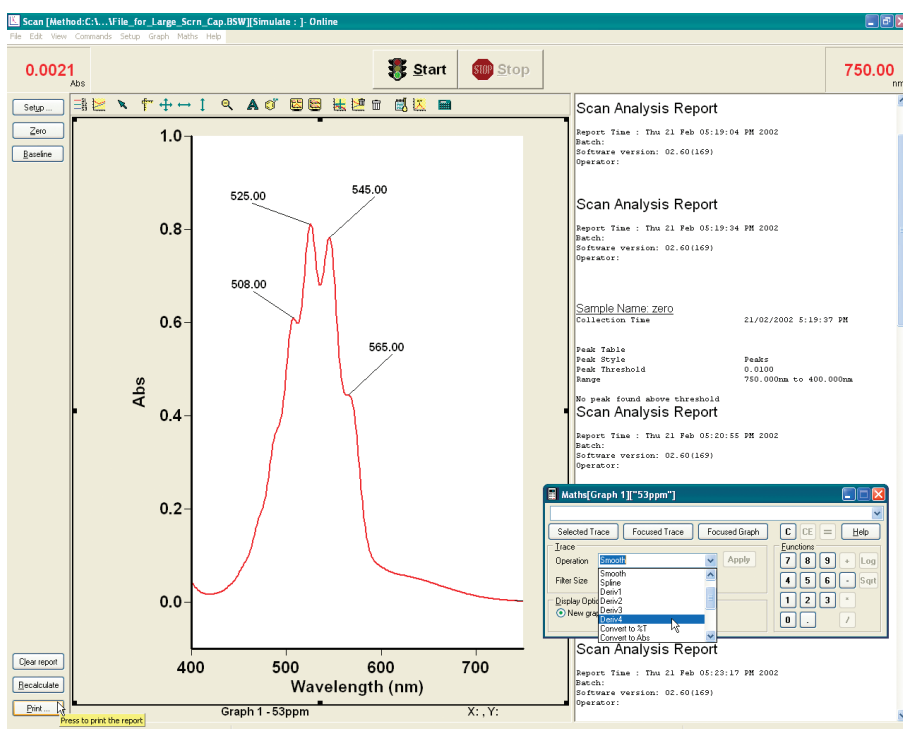 Scan [Method:C:\...\File_for_Large_Scrn_Cap.BSW][Simulate : ]- Online
File Edit View Commands Setup Graph Maths Help
0.0021
Abs
Start
STOP Stop
750.00
nm
Setup ...
Zero
Baseline
1.0
0.8
0.6
0.4
0.2
0.0
Abs
525.00
545.00
508.00
565.00
400 500 600 700
Wavelength (nm)
Graph 1 - 53ppm X: , Y:
Clear report
Recalculate
Print ...
Press to print the report
Scan Analysis Report
Report Time : Thu 21 Feb 05:19:04 PM 2002
Batch:
Software version: 02.60(169)
Operator:
Scan Analysis Report
Report Time : Thu 21 Feb 05:19:34 PM 2002
Batch:
Software version: 02.60(169)
Operator:
Sample Name: zero
Collection Time 21/02/2002 5:19:37 PM
Peak Table
Peak Style Peaks
Peak Threshold 0.0100
Range 750.000nm to 400.000nm
No peak found above threshold
Scan Analysis Report
Report Time : Thu 21 Feb 05:20:55 PM 2002
Batch:
Software version: 02.60(169)
Operator:
Maths[Graph 1]["53ppm"]
Selected Trace Focused Trace Focused Graph C CE = Help
Trace
Operation Smooth Apply
Filter Size
Display Opti
New grap
Smooth
Spline
Deriv1
Deriv2
Deriv3
Deriv4
Convert to %T
Convert to Abs
Functions
7 8 9 + Log
4 5 6 - Sqrt
1 2 3 *
0 . /
Scan Analysis Report
Report Time : Thu 21 Feb 05:23:17 PM 2002
Batch:
Software version: 02.60(169)
Operator: